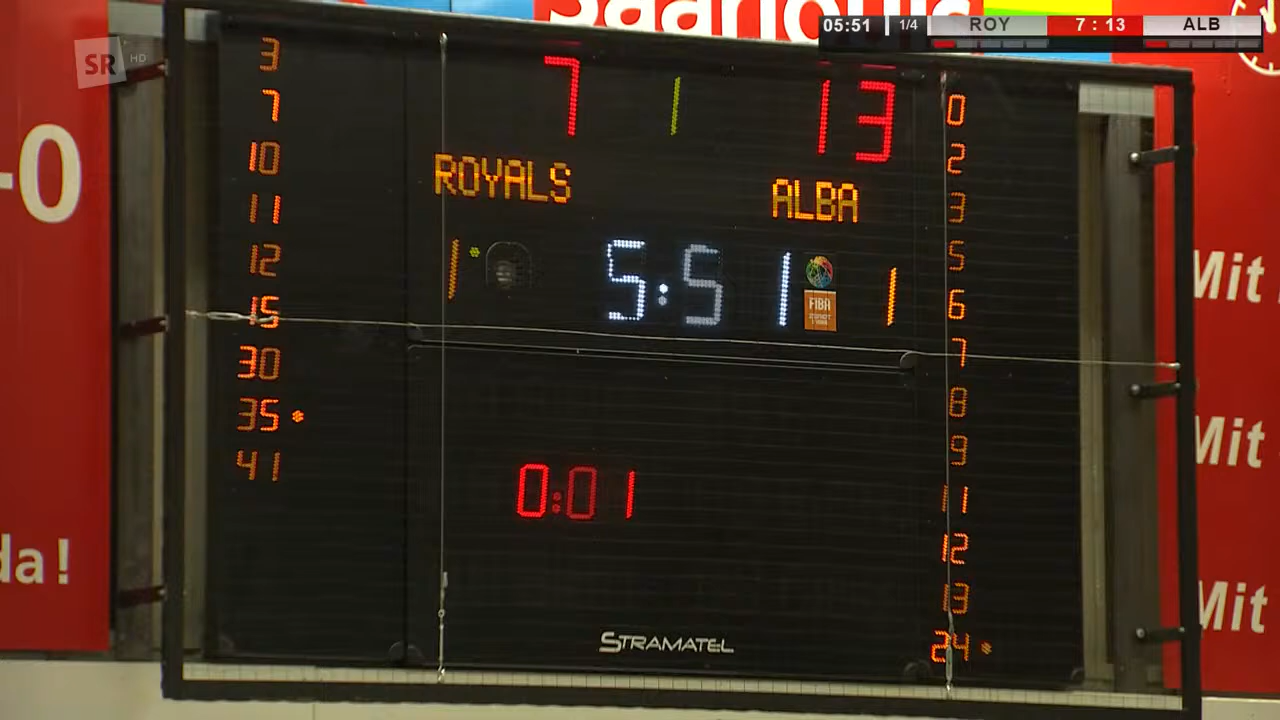 Saarlouis
05:51 1/4 ROY 7 : 13 ALB
SR HD
-0
da!
3
7
10
11
12
15
30
35
41
7 1 13
ROYALS ALBA
1 5:51 1
FIBA
0:01
STRAMATEL
0
2
3
5
6
7
8
9
11
12
13
24
Mit
Mit
Mit